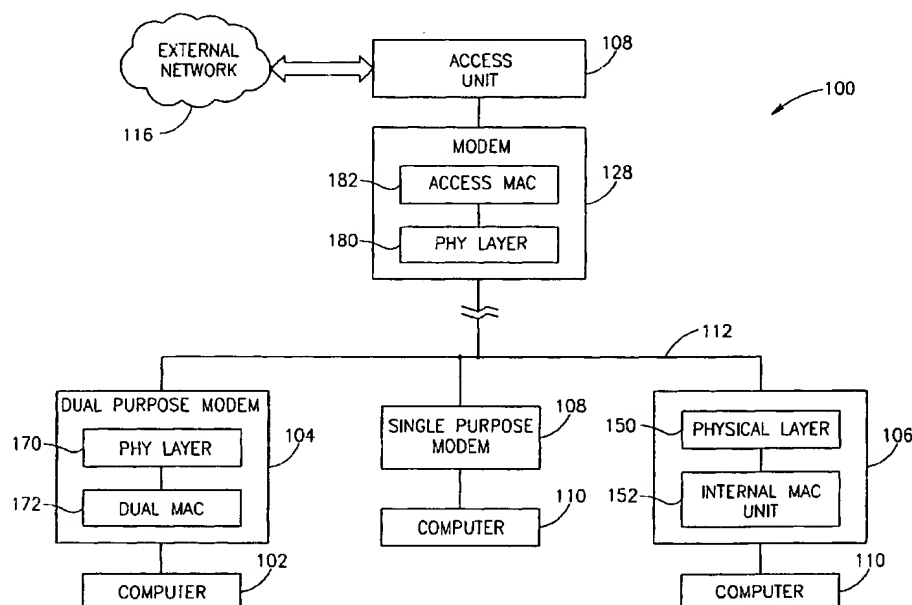 EXTERNAL
NETWORK
116
ACCESS
UNIT
108
100
MODEM
182
ACCESS MAC
128
180
PHY LAYER
112
DUAL PURPOSE MODEM
170
PHY LAYER
104
172
DUAL MAC
COMPUTER
102
SINGLE PURPOSE
MODEM
108
COMPUTER
110
150
PHYSICAL LAYER
106
152
INTERNAL MAC
UNIT
COMPUTER
110